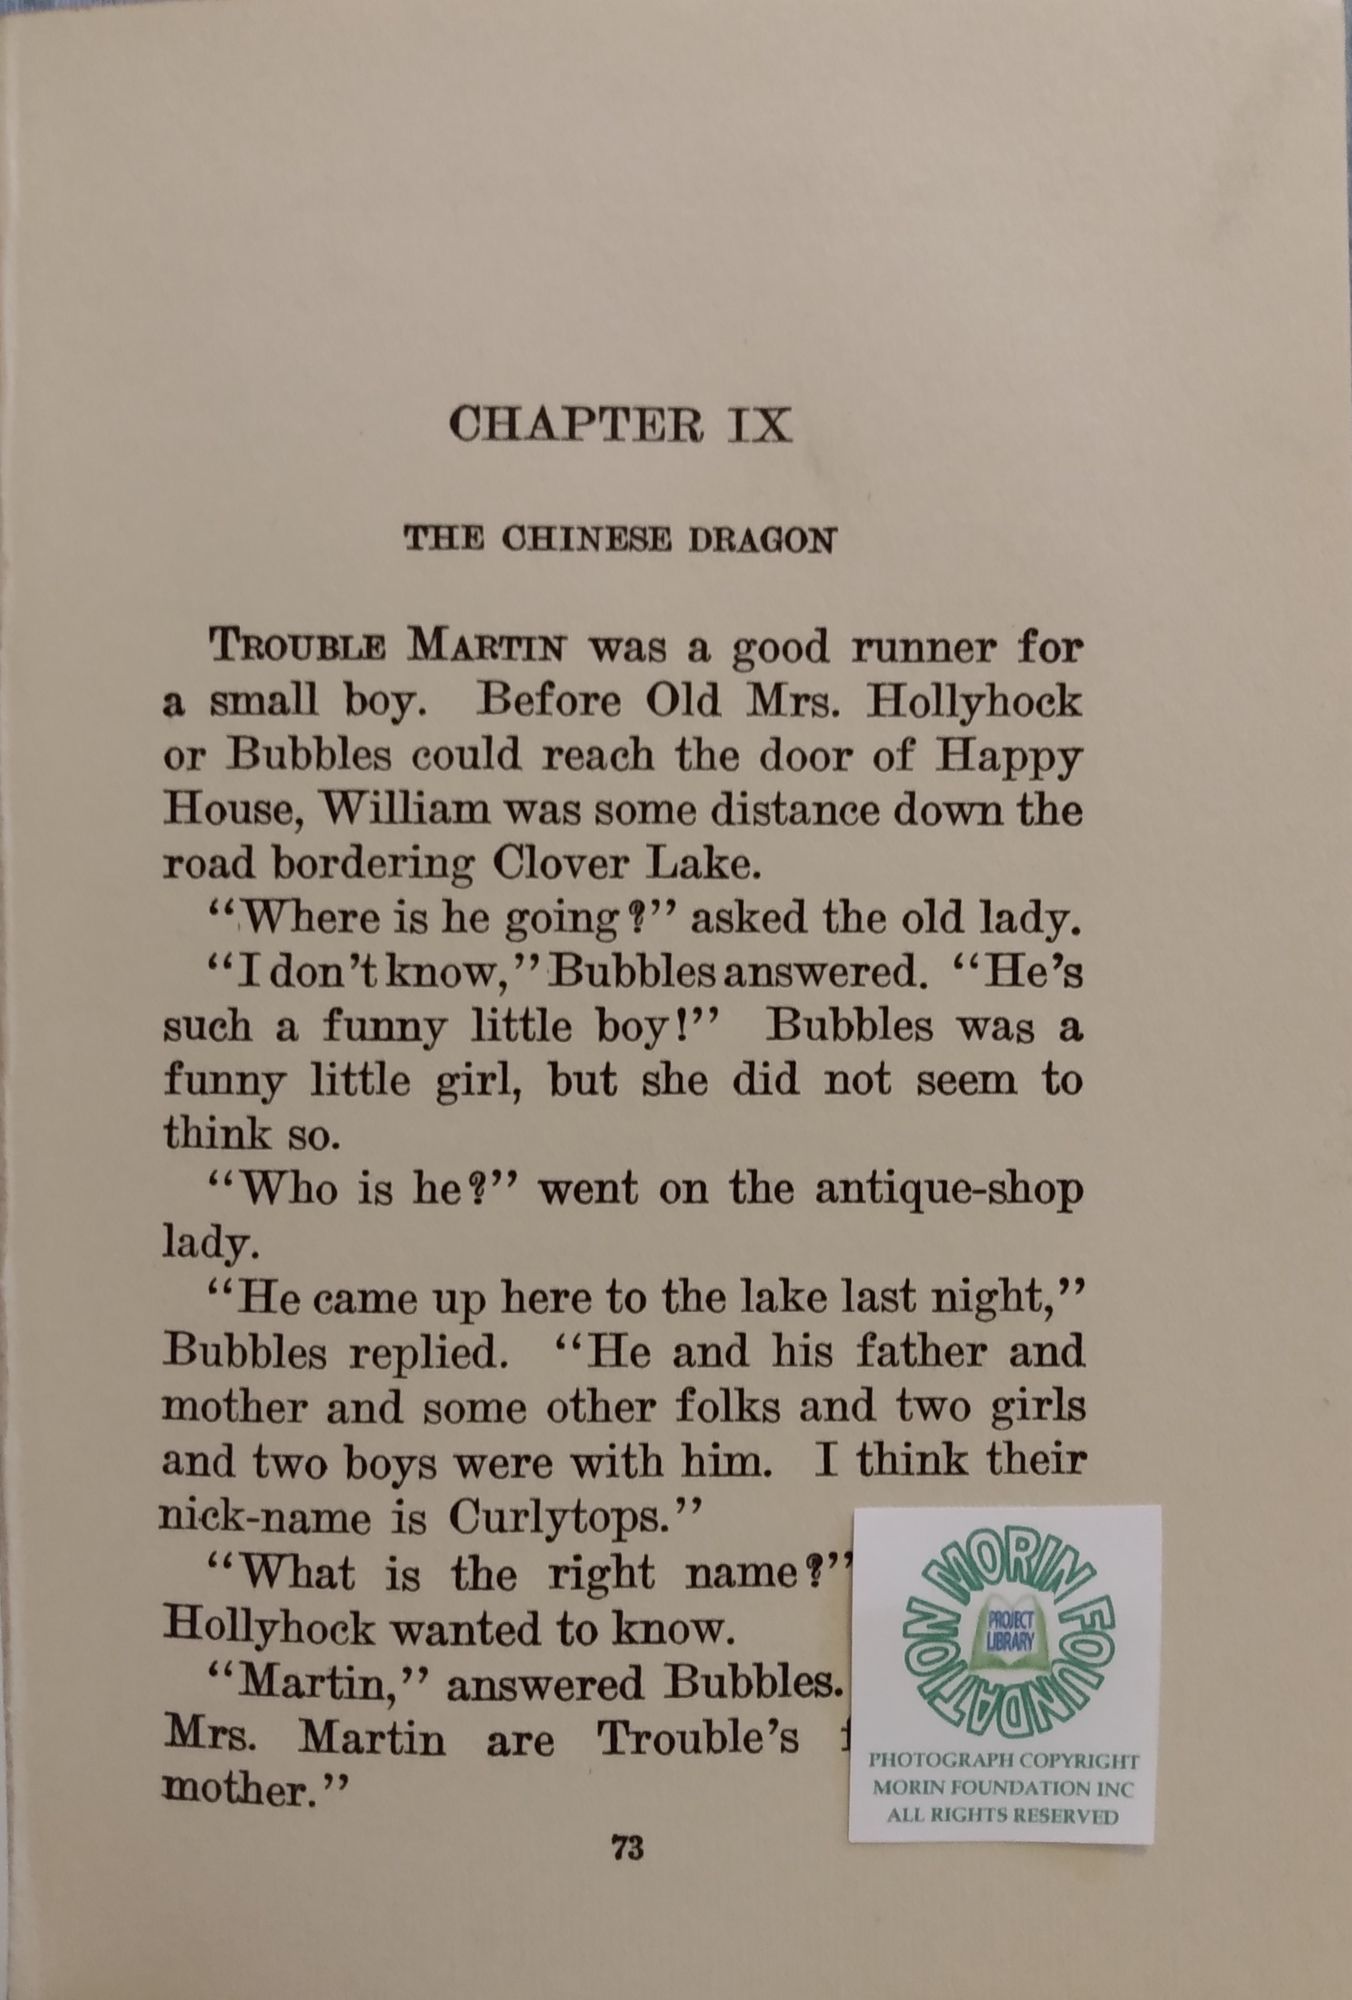 CHAPTER IX
THE CHINESE DRAGON
TROUBLE MARTIN was a good runner for
a small boy. Before Old Mrs. Hollyhock
or Bubbles could reach the door of Happy
House, William was some distance down the
road bordering Clover Lake.
“Where is he going?” asked the old lady.
“I don’t know,” Bubbles answered. “He’s
such a funny little boy!” Bubbles was a
funny little girl, but she did not seem to
think so.
“Who is he?” went on the antique-shop
lady.
“He came up here to the lake last night,”
Bubbles replied. “He and his father and
mother and some other folks and two girls
and two boys were with him. I think their
nick-name is Curlytops.”
“What is the right name?”
Hollyhock wanted to know.
“Martin,” answered Bubbles.
Mrs. Martin are Trouble’s
mother.”
73
MORIN FOUNDATION
PROJECT
LIBRARY
PHOTOGRAPH COPYRIGHT
MORIN FOUNDATION INC
ALL RIGHTS RESERVED